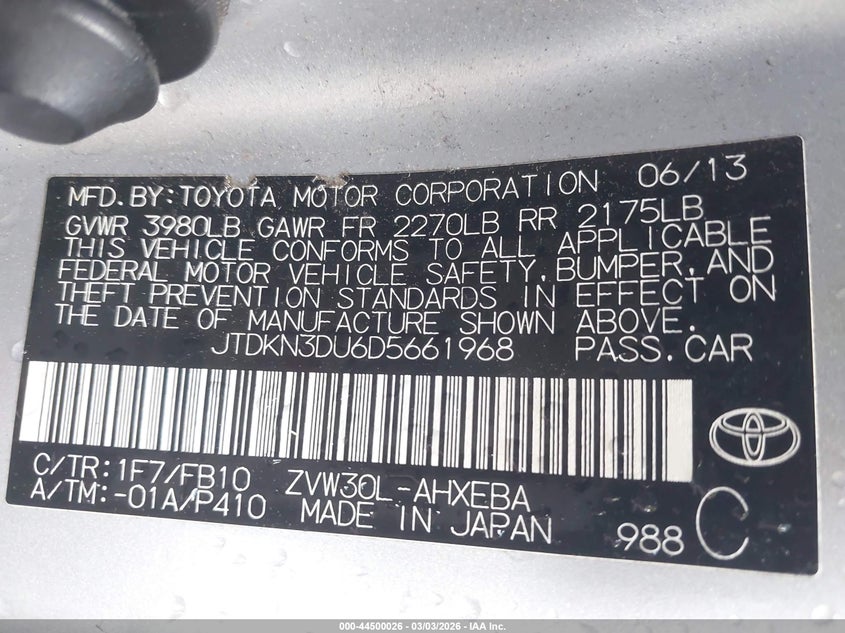 MFD.BY:TOYOTA MOTOR CORPORATION 06/13
GVWR 3980LB GAWR FR 2270LB RR 2175LB
THIS VEHICLE CONFORMS TO ALL APPLICABLE
FEDERAL MOTOR VEHICLE SAFETY,BUMPER,AND
THEFT PREVENTION STANDARDS IN EFFECT ON
THE DATE OF MANUFACTURE SHOWN ABOVE.
JTDKN3DU6D5661968 PASS.CAR
C/TR:1F7/FB10 ZVW30L-AHXEBA
A/TM:-01A/P410 MADE IN JAPAN 988 C
000-44500026 - 03/03/2026 - IAA Inc.